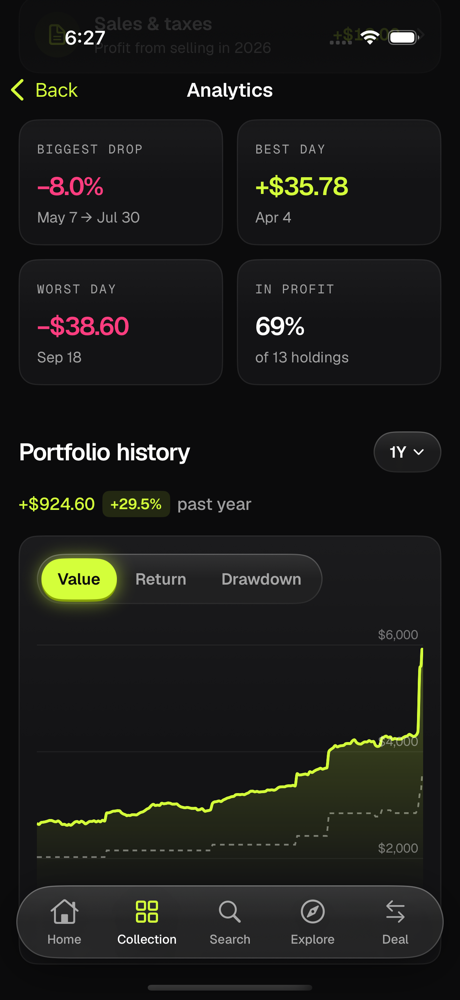 Sales & taxes
6:27
Profit from selling in 2026
Back
Analytics
BIGGEST DROP
–8.0%
May 7 → Jul 30
BEST DAY
+$35.78
Apr 4
WORST DAY
–$38.60
Sep 18
IN PROFIT
69%
of 13 holdings
Portfolio history
1Y
+$924.60 +29.5% past year
Value Return Drawdown
$6,000
$4,000
$2,000
Home Collection Search Explore Deal